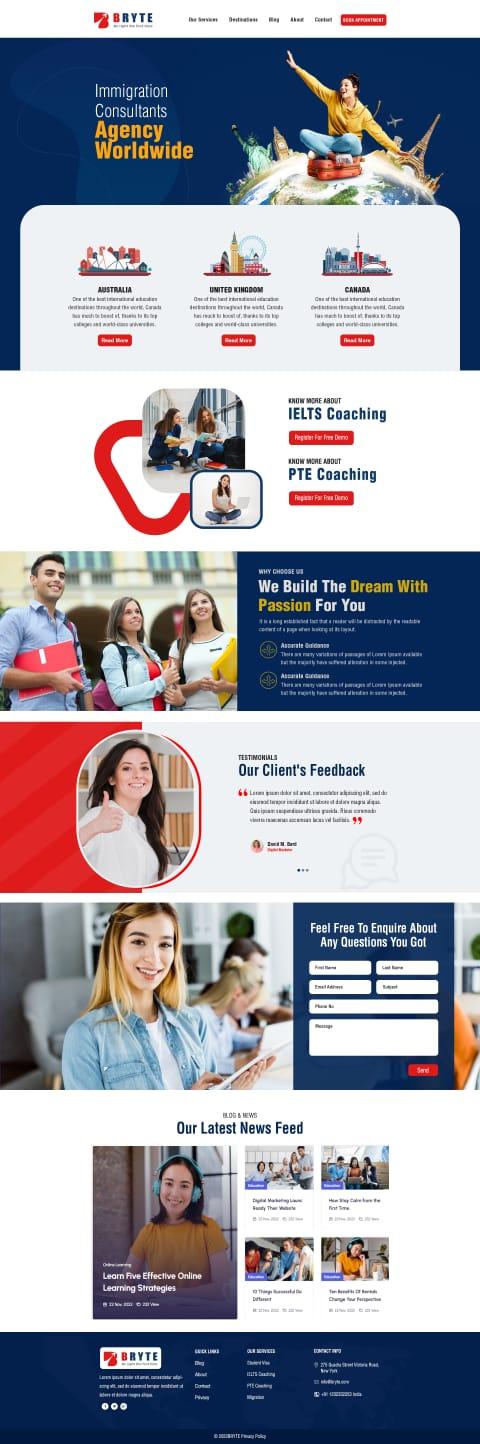 BRYTE
Our Services
Destinations
Blog
About
Contact
BOOK APPOINTMENT
Immigration
Consultants
Agency
Worldwide
AUSTRALIA
One of the best international education
destinations throughout the world, Canada
has much to boost of, thanks to its top
colleges and world-class universities.
Read More
UNITED KINGDOM
One of the best international education
destinations throughout the world, Canada
has much to boost of, thanks to its top
colleges and world-class universities.
Read More
CANADA
One of the best international education
destinations throughout the world, Canada
has much to boost of, thanks to its top
colleges and world-class universities.
Read More
KNOW MORE ABOUT
IELTS Coaching
Register For Free Demo
KNOW MORE ABOUT
PTE Coaching
Register For Free Demo
WHY CHOOSE US
We Build The Dream With
Passion For You
It is a long established fact that a reader will be distracted by the readable
content of a page when looking at its layout.
Accurate Guidance
There are many variations of passages of Lorem Ipsum available
but the majority have suffered alteration in some injected.
Accurate Guidance
There are many variations of passages of Lorem Ipsum available
but the majority have suffered alteration in some injected.
TESTIMONIALS
Our Client's Feedback
Lorem ipsum dolor sit amet, consectetur adipiscing elit, sed do
eiusmod tempor incididunt ut labore et dolore magna aliqua.
Quis ipsum suspendisse ultrices gravida. Risus commodo
viverra maecenas accumsan lacus vel facilisis.
David M. Bard
Digital Marketer
Feel Free To Enquire About
Any Questions You Got
First Name
Last Name
Email Address
Subject
Phone No
Message
Send
BLOG & NEWS
Our Latest News Feed
Online Learning
Learn Five Effective Online
Learning Strategies
22 Nov, 2022
232 View
Education
Digital Marketing Launc
Ready Their Website
22 Nov, 2022
232 View
Education
How Stay Calm from the
First Time.
22 Nov, 2022
232 View
Education
10 Things Successful Do
Different
22 Nov, 2022
232 View
Education
Ten Benefits Of Rentals
Change Your Perspective
22 Nov, 2022
232 View
BRYTE
Lorem ipsum dolor sit amet, consectetur adipi-
scing elit, sed do eiusmod tempor incididunt ut
labore et dolore magna aliqua.
QUICK LINKS
Blog
About
Contact
Privacy
OUR SERVICES
Student Visa
IELTS Coaching
PTE Coaching
Migration
CONTACT INFO
Street Victoria Road,
New York
info@bryte.com
India
© 2022BRYTE Privacy Policy